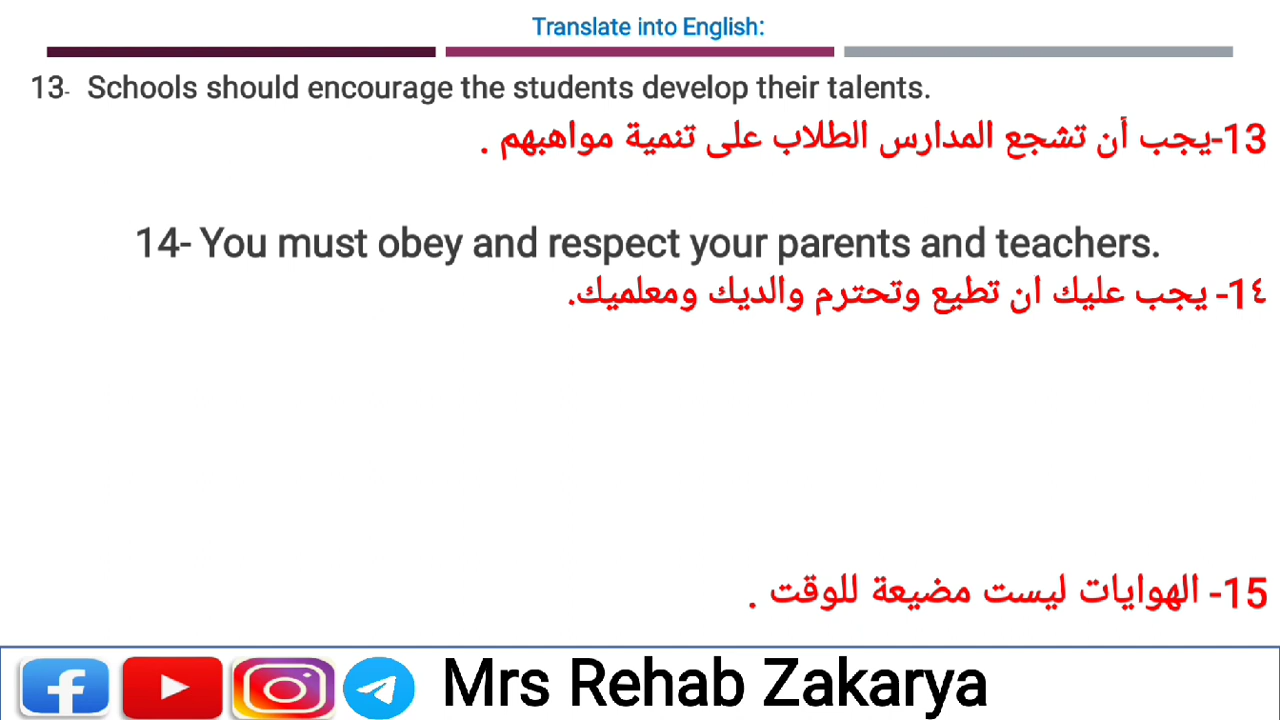 Translate into English:
13- Schools should encourage the students develop their talents.
13-يجب أن تشجع المدارس الطلاب على تنمية مواهبهم .
14- You must obey and respect your parents and teachers.
1٤- يجب عليك ان تطيع وتحترم والديك ومعلميك.
15- الهوايات ليست مضيعة للوقت .
Mrs Rehab Zakarya